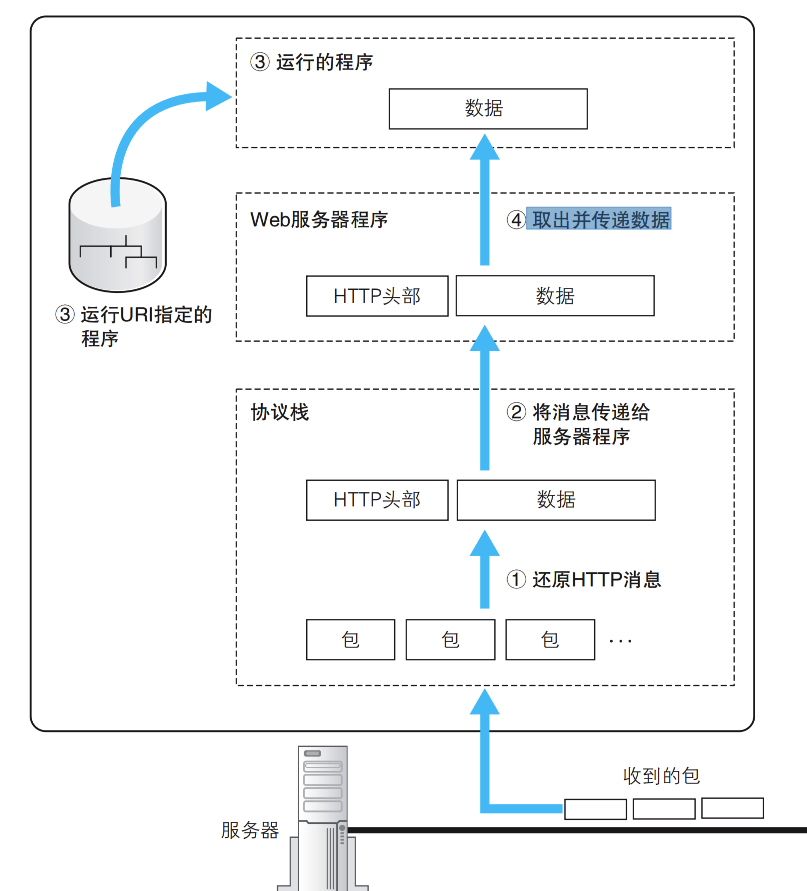 ③ 运行的程序
数据
Web服务器程序
④ 取出并传递数据
HTTP头部
数据
③ 运行URI指定的
程序
协议栈
② 将消息传递给
服务器程序
HTTP头部
数据
① 还原HTTP消息
包
包
包
...
收到的包
服务器